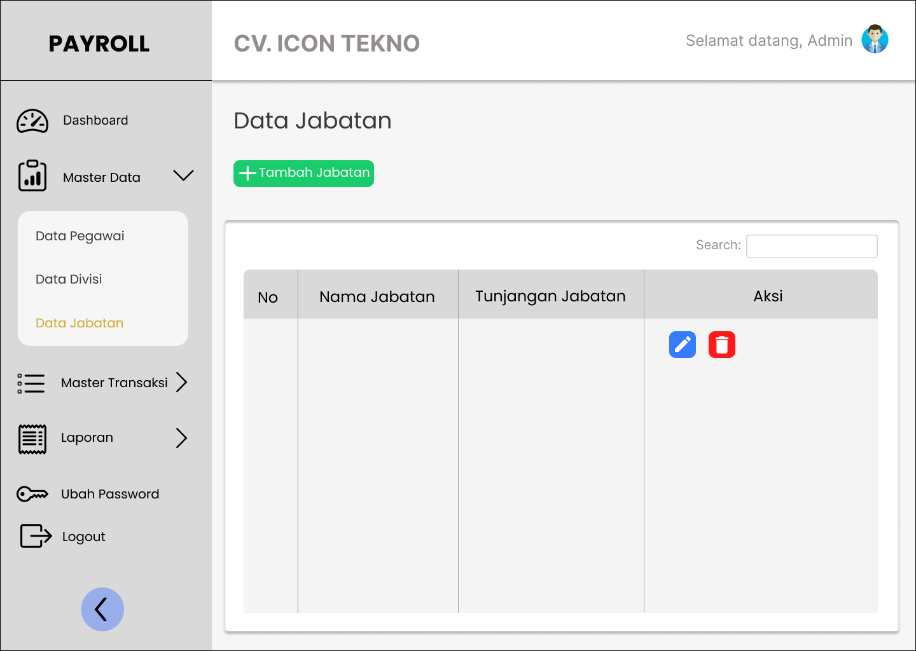 PAYROLL
CV. ICON TEKNO
Selamat datang, Admin
Dashboard
Master Data
Data Pegawai
Data Divisi
Data Jabatan
Master Transaksi
Laporan
Ubah Password
Logout
Data Jabatan
Tambah Jabatan
Search:
No
Nama Jabatan
Tunjangan Jabatan
Aksi